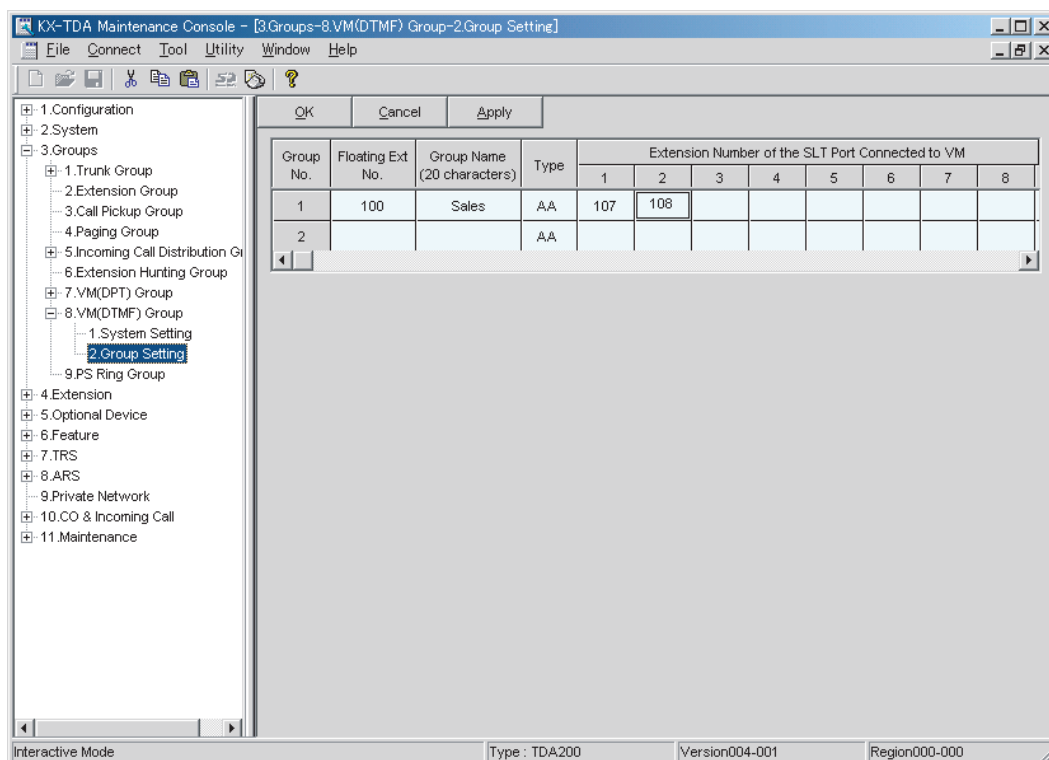 KX-TDA Maintenance Console - [3.Groups-8.VM(DTMF) Group-2.Group Setting]
File Connect Tool Utility Window Help
1.Configuration
2.System
3.Groups
1.Trunk Group
2.Extension Group
3.Call Pickup Group
4.Paging Group
5.Incoming Call Distribution Gr
6.Extension Hunting Group
7.VM(DPT) Group
8.VM(DTMF) Group
1.System Setting
2.Group Setting
9.PS Ring Group
4.Extension
5.Optional Device
6.Feature
7.TRS
8.ARS
9.Private Network
10.CO & Incoming Call
11.Maintenance
OK Cancel Apply
Group No. Floating Ext No. Group Name (20 characters) Type Extension Number of the SLT Port Connected to VM
1 2 3 4 5 6 7 8
1 100 Sales AA 107 108
2 AA
Interactive Mode Type : TDA200 Version004-001 Region000-000